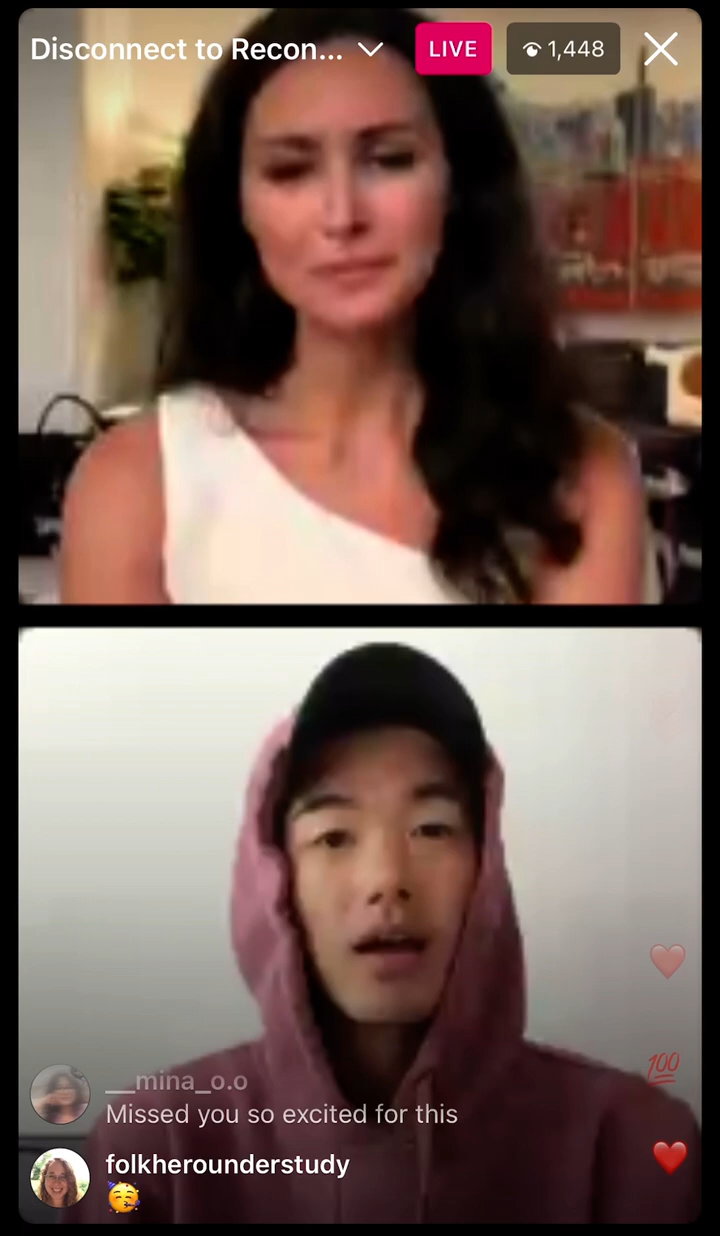 Disconnect to Recon...
LIVE
1,448
__mina_o.o
Missed you so excited for this
folkherounderstudy
🥳
💯